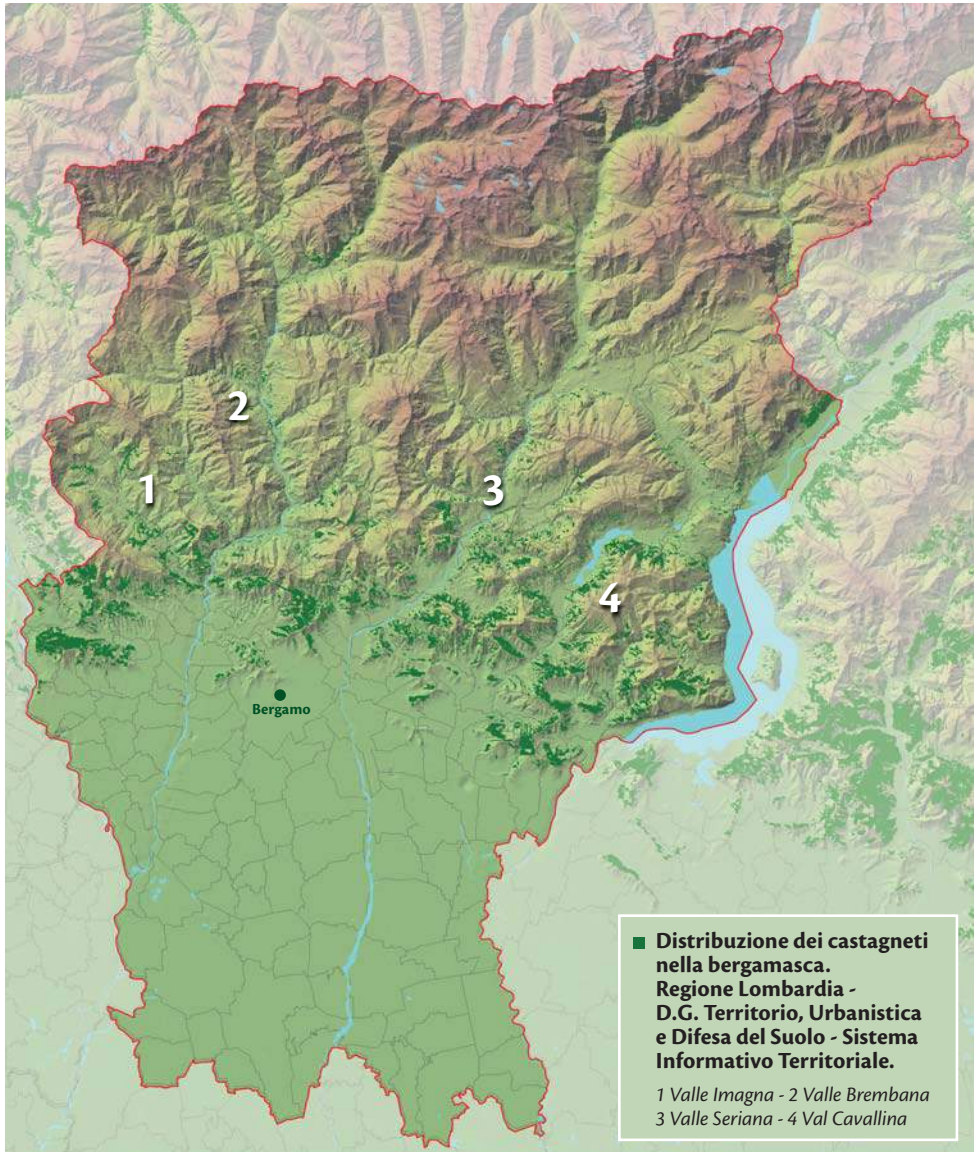 2
1
3
4
Bergamo
Distribuzione dei castagneti
nella bergamasca.
Regione Lombardia -
D.G. Territorio, Urbanistica
e Difesa del Suolo - Sistema
Informativo Territoriale.
1 Valle Imagna - 2 Valle Brembana
3 Valle Seriana - 4 Val Cavallina